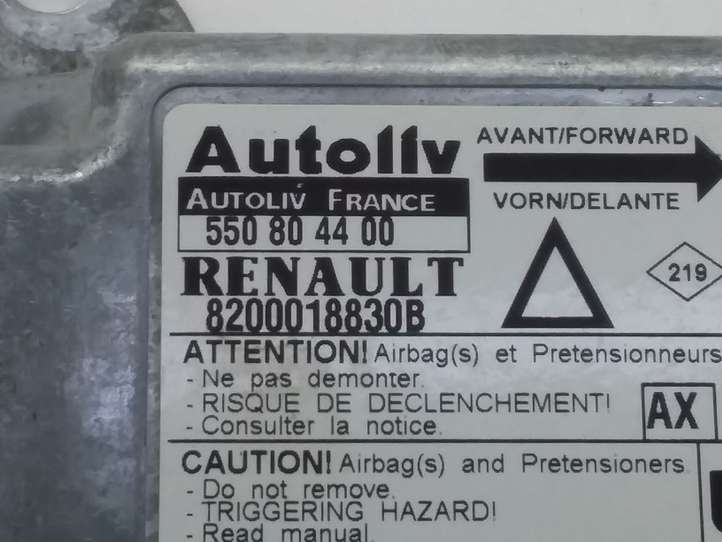 Autoliv
AVANT/FORWARD
AUTOLIV FRANCE
VORN/DELANTE
550 80 44 00
RENAULT
219
8200018830B
ATTENTION! Airbag(s) et Pretensionneurs
- Ne pas demonter.
- RISQUE DE DECLENCHEMENT!
AX
- Consulter la notice.
CAUTION! Airbag(s) and Pretensioners.
- Do not remove.
- TRIGGERING HAZARD!
- Read manual.